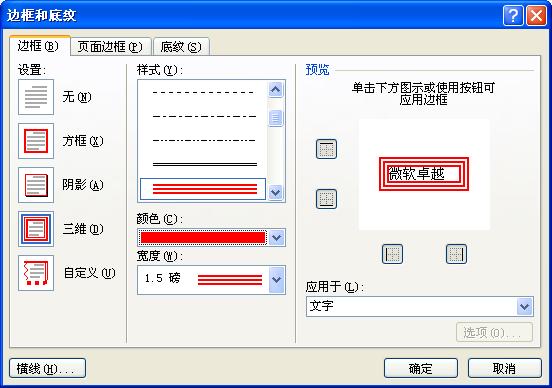 边框和底纹
边框(B) 页面边框(P) 底纹(S)
设置:
无(N)
方框(X)
阴影(A)
三维(D)
自定义(U)
样式(Y):
颜色(C):
宽度(W):
1.5 磅
预览
单击下方图示或使用按钮可
应用边框
微软卓越
应用于(L):
文字
选项(O)...
横线(H)... 确定 取消